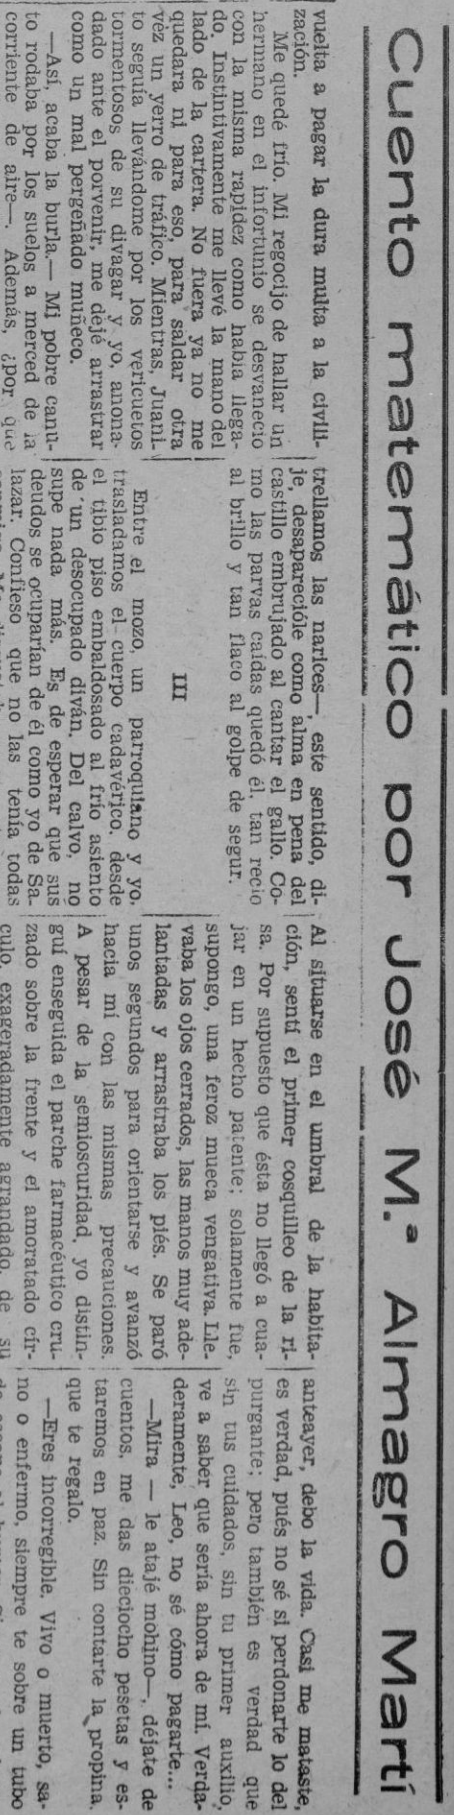 Cuento matemático por José M.ª Almagro Martí
vuelta a pagar la dura multa a la civili-
zación.
Me quedé frío. Mi regocijo de hallar un
hermano en el infortunio se desvaneció
con la misma rapidez como había llega-
do. Instintivamente me llevé la mano del
lado de la cartera. No fuera ya no me
quedara ni para eso, para saldar otra
vez un yerro de tráfico. Mientras, Juani-
to seguía llevándome por los vericuetos
tormentosos de su divagar y yo, anona-
dado ante el porvenir, me dejé arrastrar
como un mal pergeñado muñeco.
—Así, acaba la burla.— Mi pobre canu-
to rodaba por los suelos a merced de la
corriente de aire—. Además, ¿por qué
trellamos las narices—; este sentido, di-
je, desaparecióle como alma en pena del
castillo embrujado al cantar el gallo. Co-
mo las parvas caídas quedó él, tan recio
al brillo y tan flaco al golpe de segur.
III
Entre el mozo, un parroquiano y yo,
trasladamos el cuerpo cadavérico, desde
el tibio piso embaldosado al frío asiento
de un desocupado diván. Del calvo, no
supe nada más. Es de esperar que sus
deudos se ocuparían de él como yo de Sa-
lazar. Confieso que no las tenía todas
Al situarse en el umbral de la habita-
ción, sentí el primer cosquilleo de la ri-
sa. Por supuesto que ésta no llegó a cua-
jar en un hecho patente; solamente fue,
supongo, una feroz mueca vengativa. Lle-
vaba los ojos cerrados, las manos muy ade-
lantadas y arrastraba los piés. Se paró
unos segundos para orientarse y avanzó
hacia mí con las mismas precauciones.
A pesar de la semioscuridad, yo distin-
guí enseguida el parche farmacéutico cru-
zado sobre la frente y el amoratado cír-
culo, exageradamente agrandado, de su
anteayer, debo la vida. Casi me mataste,
es verdad, pués no sé si perdonarte lo del
purgante; pero también es verdad que
sin tus cuidados, sin tu primer auxilio,
ve a saber que sería ahora de mí. Verda-
deramente, Leo, no sé cómo pagarte...
—Mira — le atajé mohino—, déjate de
cuentos, me das dieciocho pesetas y es-
taremos en paz. Sin contarte la propina,
que te regalo.
—Eres incorregible. Vivo o muerto, sa-
no o enfermo, siempre te sobre un tubo